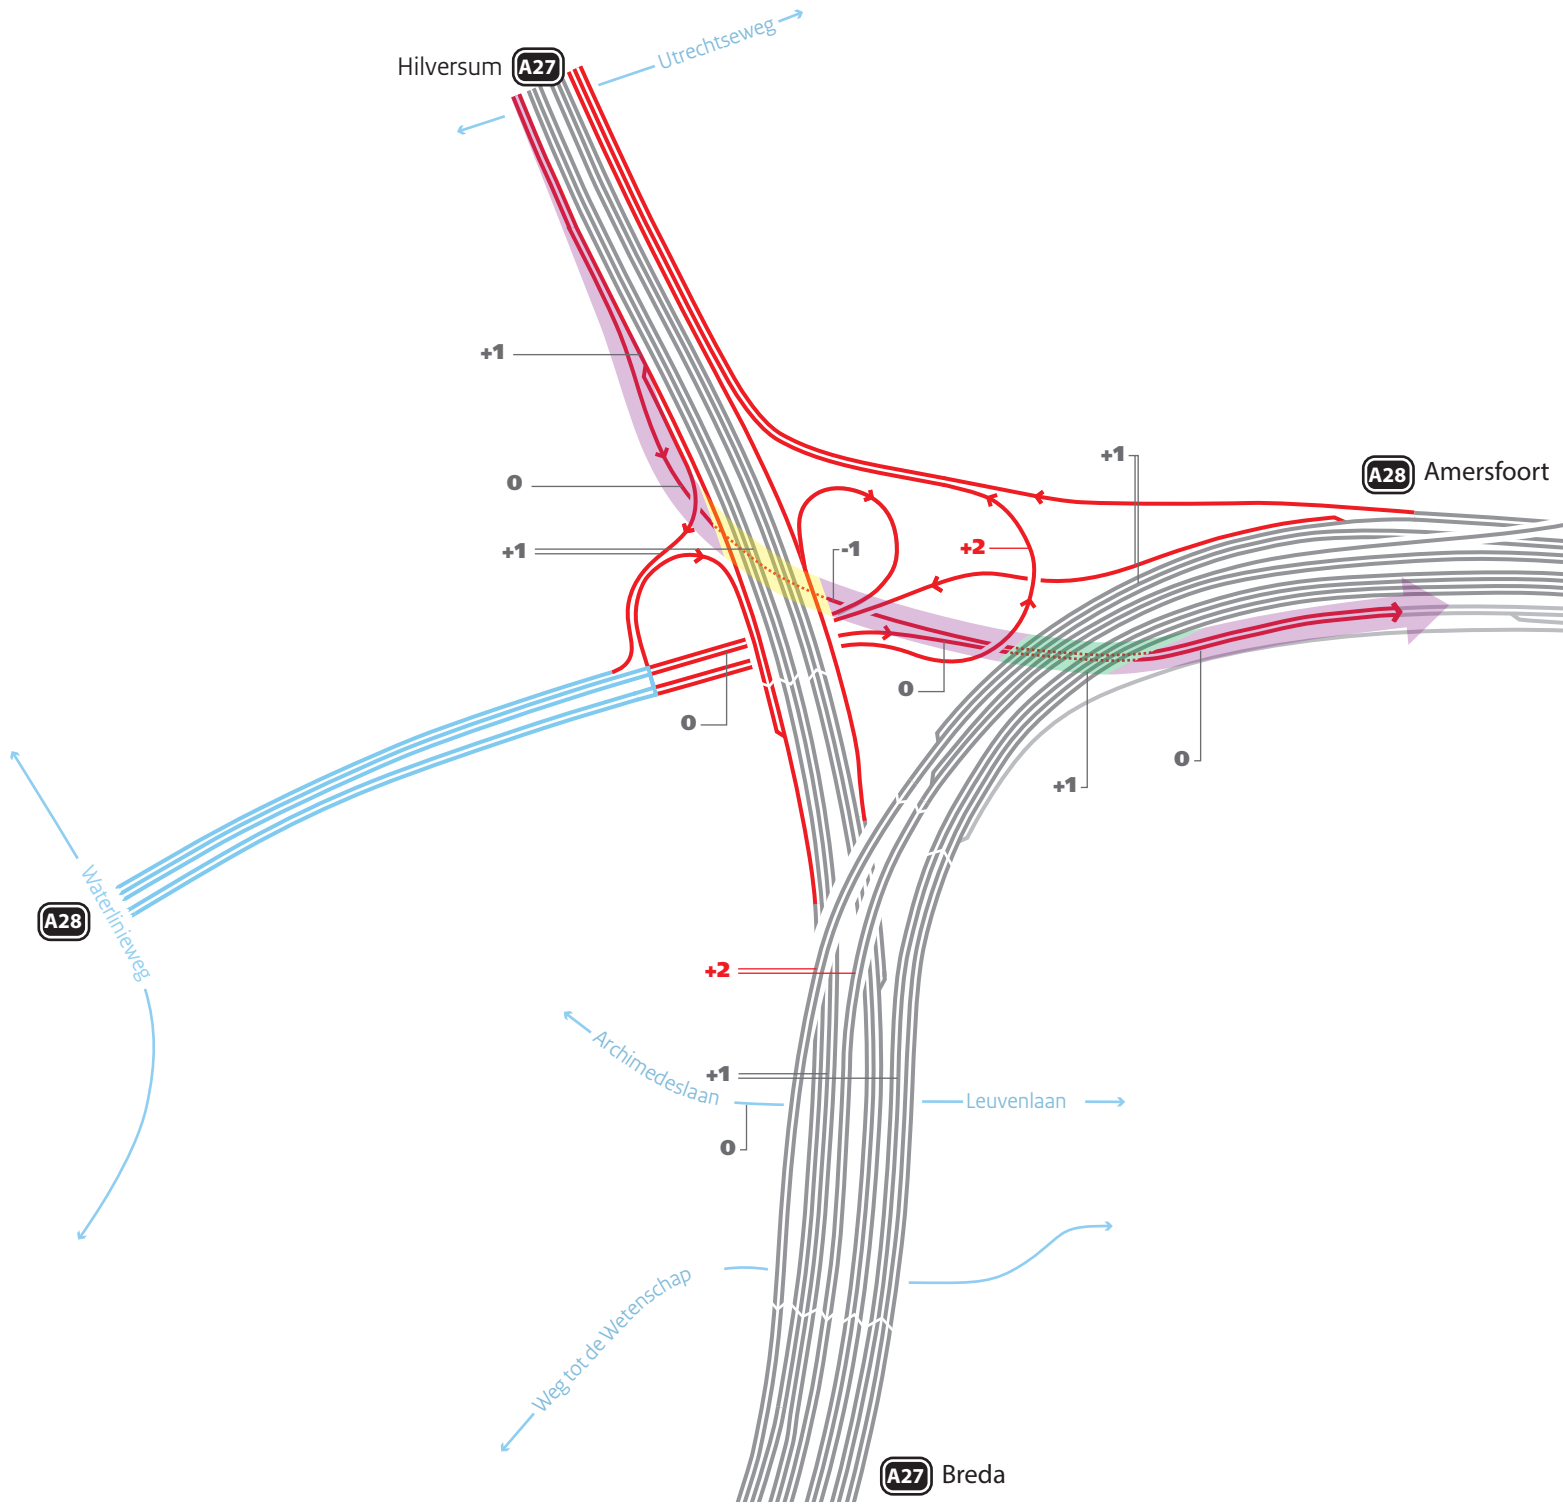 Utrechtseweg
Hilversum A27
+1
+1
A28 Amersfoort
0
+1
-1
+2
0
0
0
+1
Waterlinieweg
A28
+2
Archimedeslaan
+1
Leuvenlaan
0
Weg tot de Wetenschap
A27 Breda